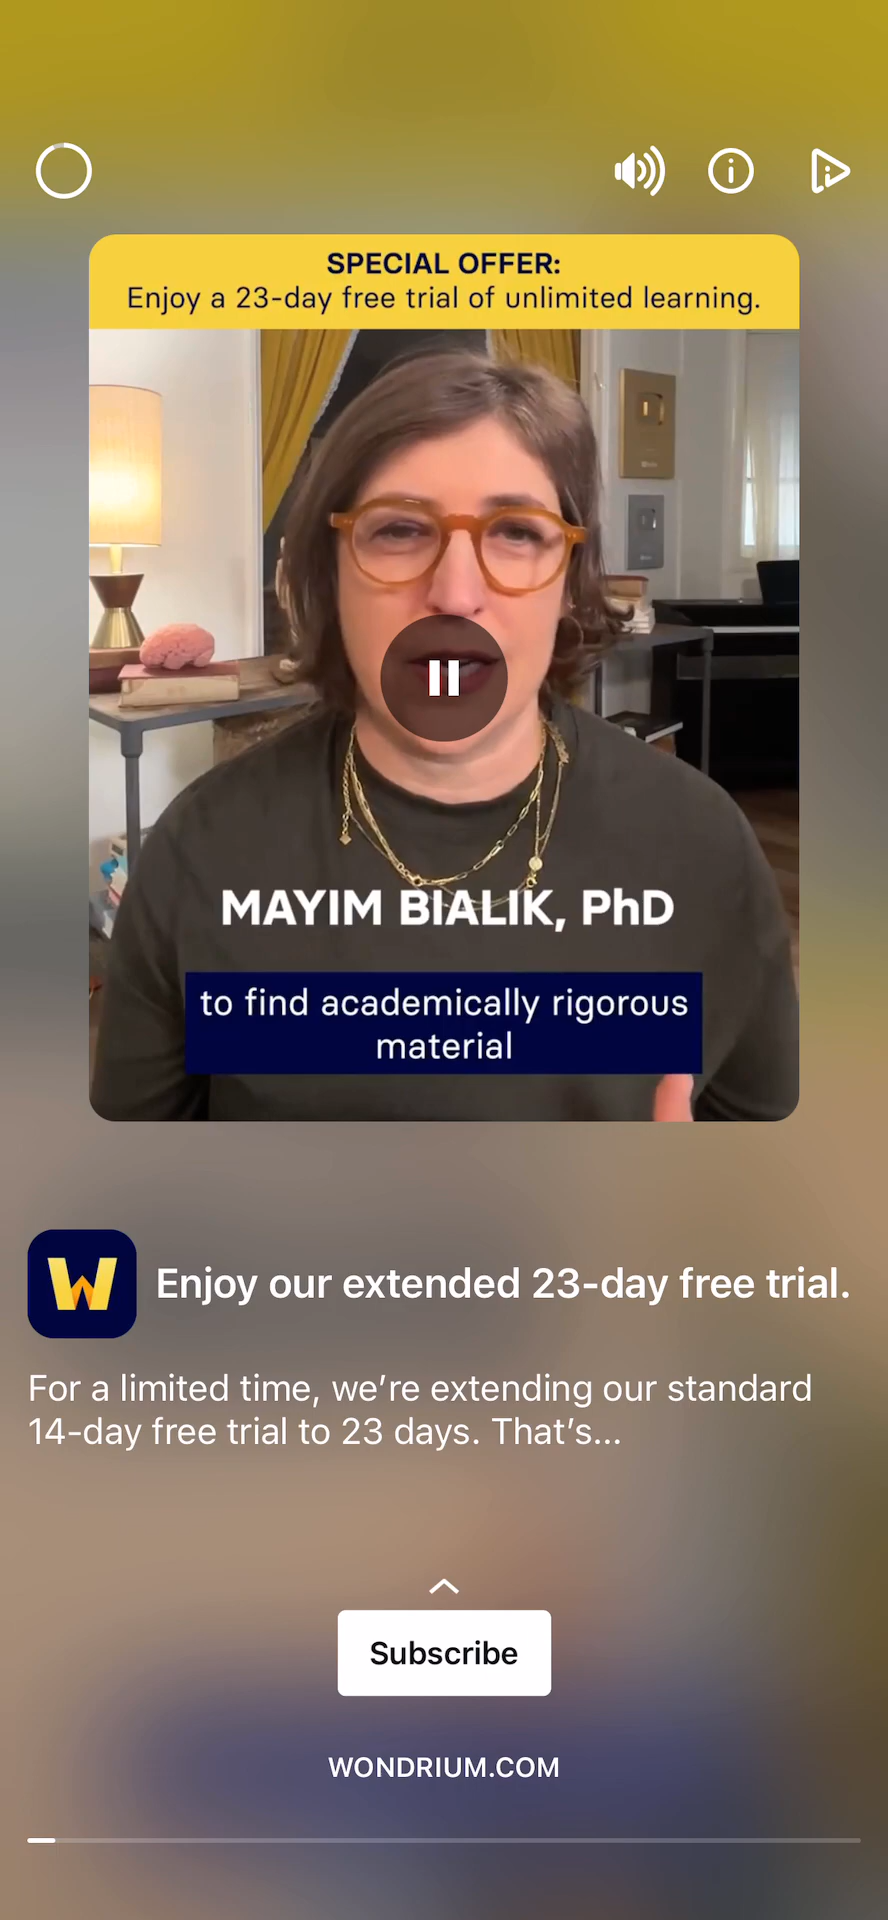 SPECIAL OFFER:
Enjoy a 23-day free trial of unlimited learning.
MAYIM BIALIK, PhD
to find academically rigorous
material
W
Enjoy our extended 23-day free trial.
For a limited time, we're extending our standard
14-day free trial to 23 days. That's...
Subscribe
WONDRIUM.COM